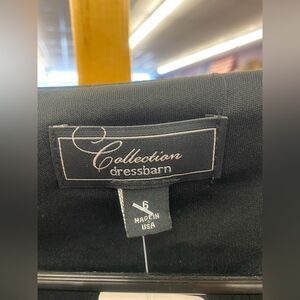 Collection
dressbarn
6
MADE IN
USA